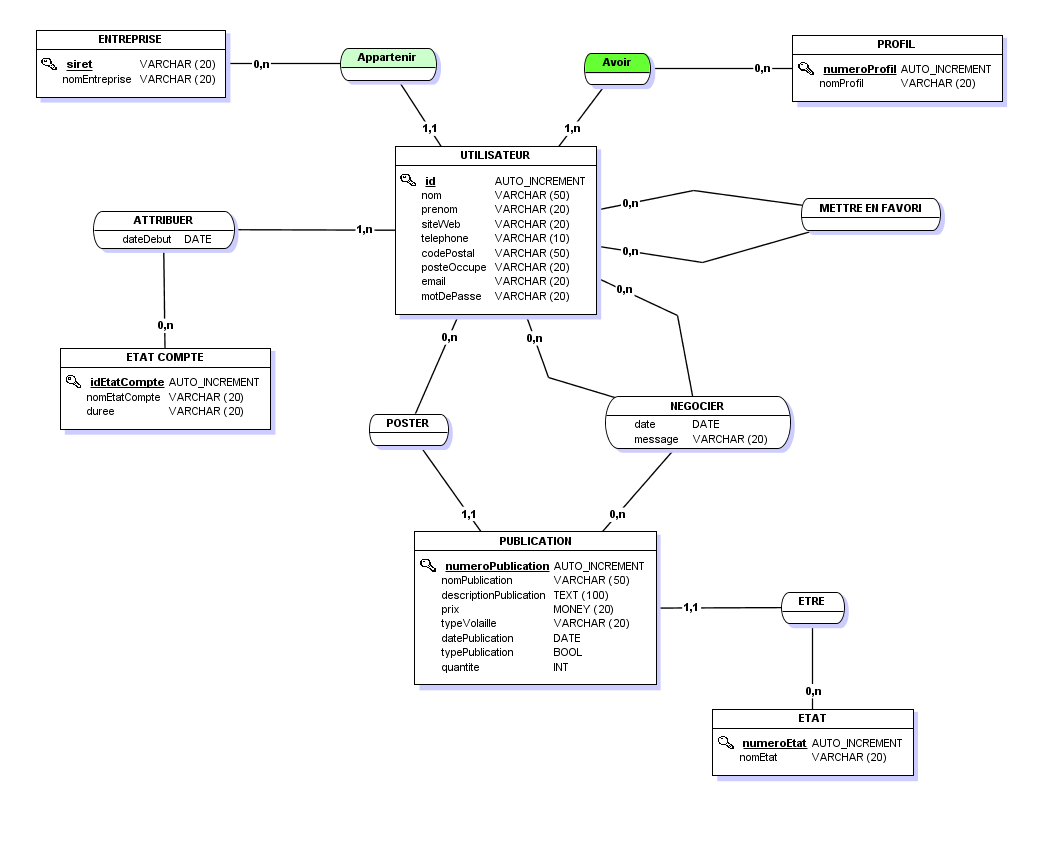 ENTREPRISE
siret VARCHAR (20)
nomEntreprise VARCHAR (20)
0,n
Appartenir
1,1
Avoir
1,n
0,n
PROFIL
numeroProfil AUTO_INCREMENT
nomProfil VARCHAR (20)
UTILISATEUR
id AUTO_INCREMENT
nom VARCHAR (50)
prenom VARCHAR (20)
siteWeb VARCHAR (20)
telephone VARCHAR (10)
codePostal VARCHAR (50)
posteOccupe VARCHAR (20)
email VARCHAR (20)
motDePasse VARCHAR (20)
0,n
0,n
METTRE EN FAVORI
ATTRIBUER
dateDebut DATE
1,n
0,n
ETAT COMPTE
idEtatCompte AUTO_INCREMENT
nomEtatCompte VARCHAR (20)
duree VARCHAR (20)
0,n
0,n
0,n
POSTER
NEGOCIER
date DATE
message VARCHAR (20)
1,1
0,n
PUBLICATION
numeroPublication AUTO_INCREMENT
nomPublication VARCHAR (50)
descriptionPublication TEXT (100)
prix MONEY (20)
typeVolaille VARCHAR (20)
datePublication DATE
typePublication BOOL
quantite INT
1,1
ETRE
0,n
ETAT
numeroEtat AUTO_INCREMENT
nomEtat VARCHAR (20)